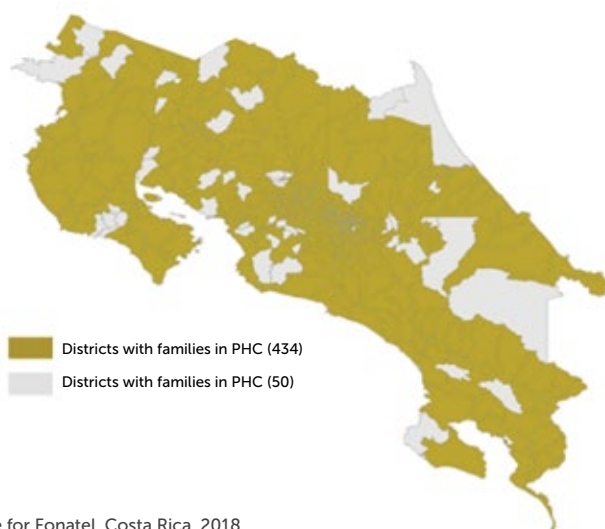 Districts with families in PHC (434)
Districts with families in PHC (50)
e for Fonatel, Costa Rica, 2018